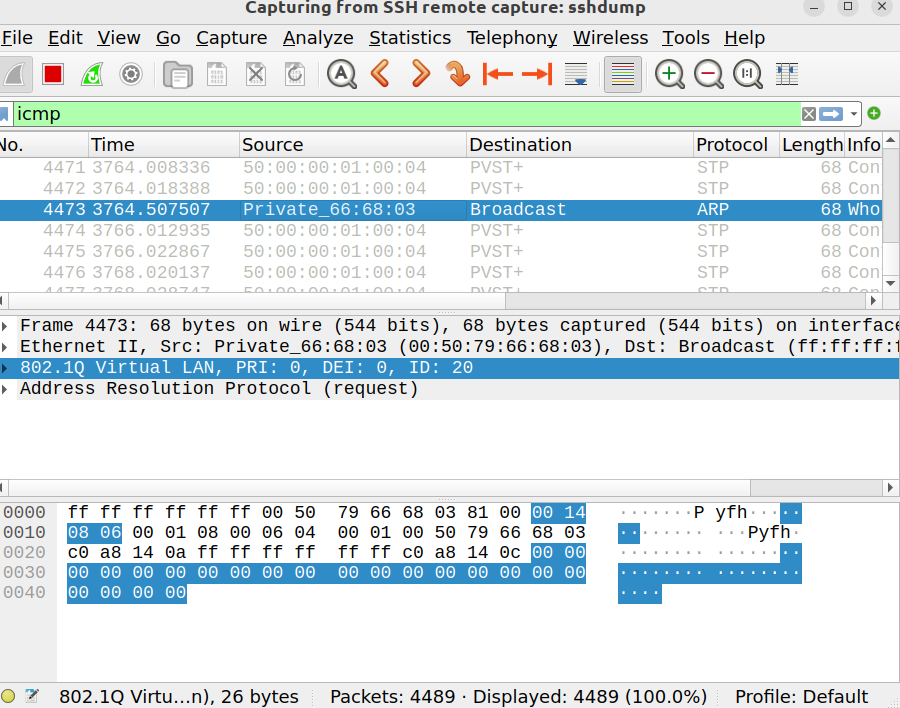 Capturing from SSH remote capture: sshdump
File Edit View Go Capture Analyze Statistics Telephony Wireless Tools Help
icmp
No. Time Source Destination Protocol Length Info
4471 3764.008336 50:00:00:01:00:04 PVST+ STP 68 Con
4472 3764.018388 50:00:00:01:00:04 PVST+ STP 68 Con
4473 3764.507507 Private_66:68:03 Broadcast ARP 68 Who
4474 3766.012935 50:00:00:01:00:04 PVST+ STP 68 Con
4475 3766.022867 50:00:00:01:00:04 PVST+ STP 68 Con
4476 3768.020137 50:00:00:01:00:04 PVST+ STP 68 Con
4477 3768.028747 50:00:00:01:00:04 PVST+ STP 68 Con
Frame 4473: 68 bytes on wire (544 bits), 68 bytes captured (544 bits) on interface
Ethernet II, Src: Private_66:68:03 (00:50:79:66:68:03), Dst: Broadcast (ff:ff:ff:f
802.1Q Virtual LAN, PRI: 0, DEI: 0, ID: 20
Address Resolution Protocol (request)
0000 ff ff ff ff ff ff 00 50 79 66 68 03 81 00 00 14 ·······P yfh·····
0010 08 06 00 01 08 00 06 04 00 01 00 50 79 66 68 03 ········ ···Pyfh·
0020 c0 a8 14 0a ff ff ff ff ff ff c0 a8 14 0c 00 00 ········ ········
0030 00 00 00 00 00 00 00 00 00 00 00 00 00 00 00 00 ········ ········
0040 00 00 00 00 ····
802.1Q Virtu…n), 26 bytes Packets: 4489 · Displayed: 4489 (100.0%) Profile: Default